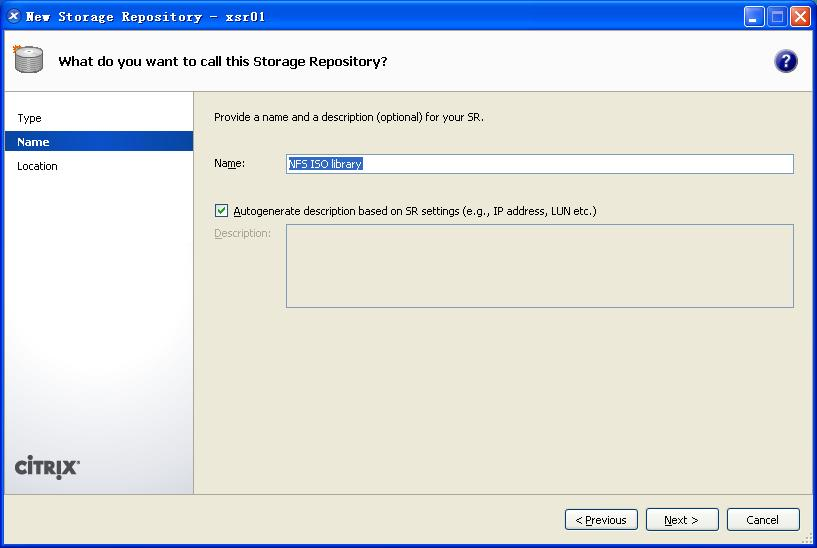 New Storage Repository - xsr01
What do you want to call this Storage Repository?
?
Type
Name
Location
Provide a name and a description (optional) for your SR.
Name: NFS ISO library
Autogenerate description based on SR settings (e.g., IP address, LUN etc.)
Description:
CİTRIX
< Previous Next > Cancel